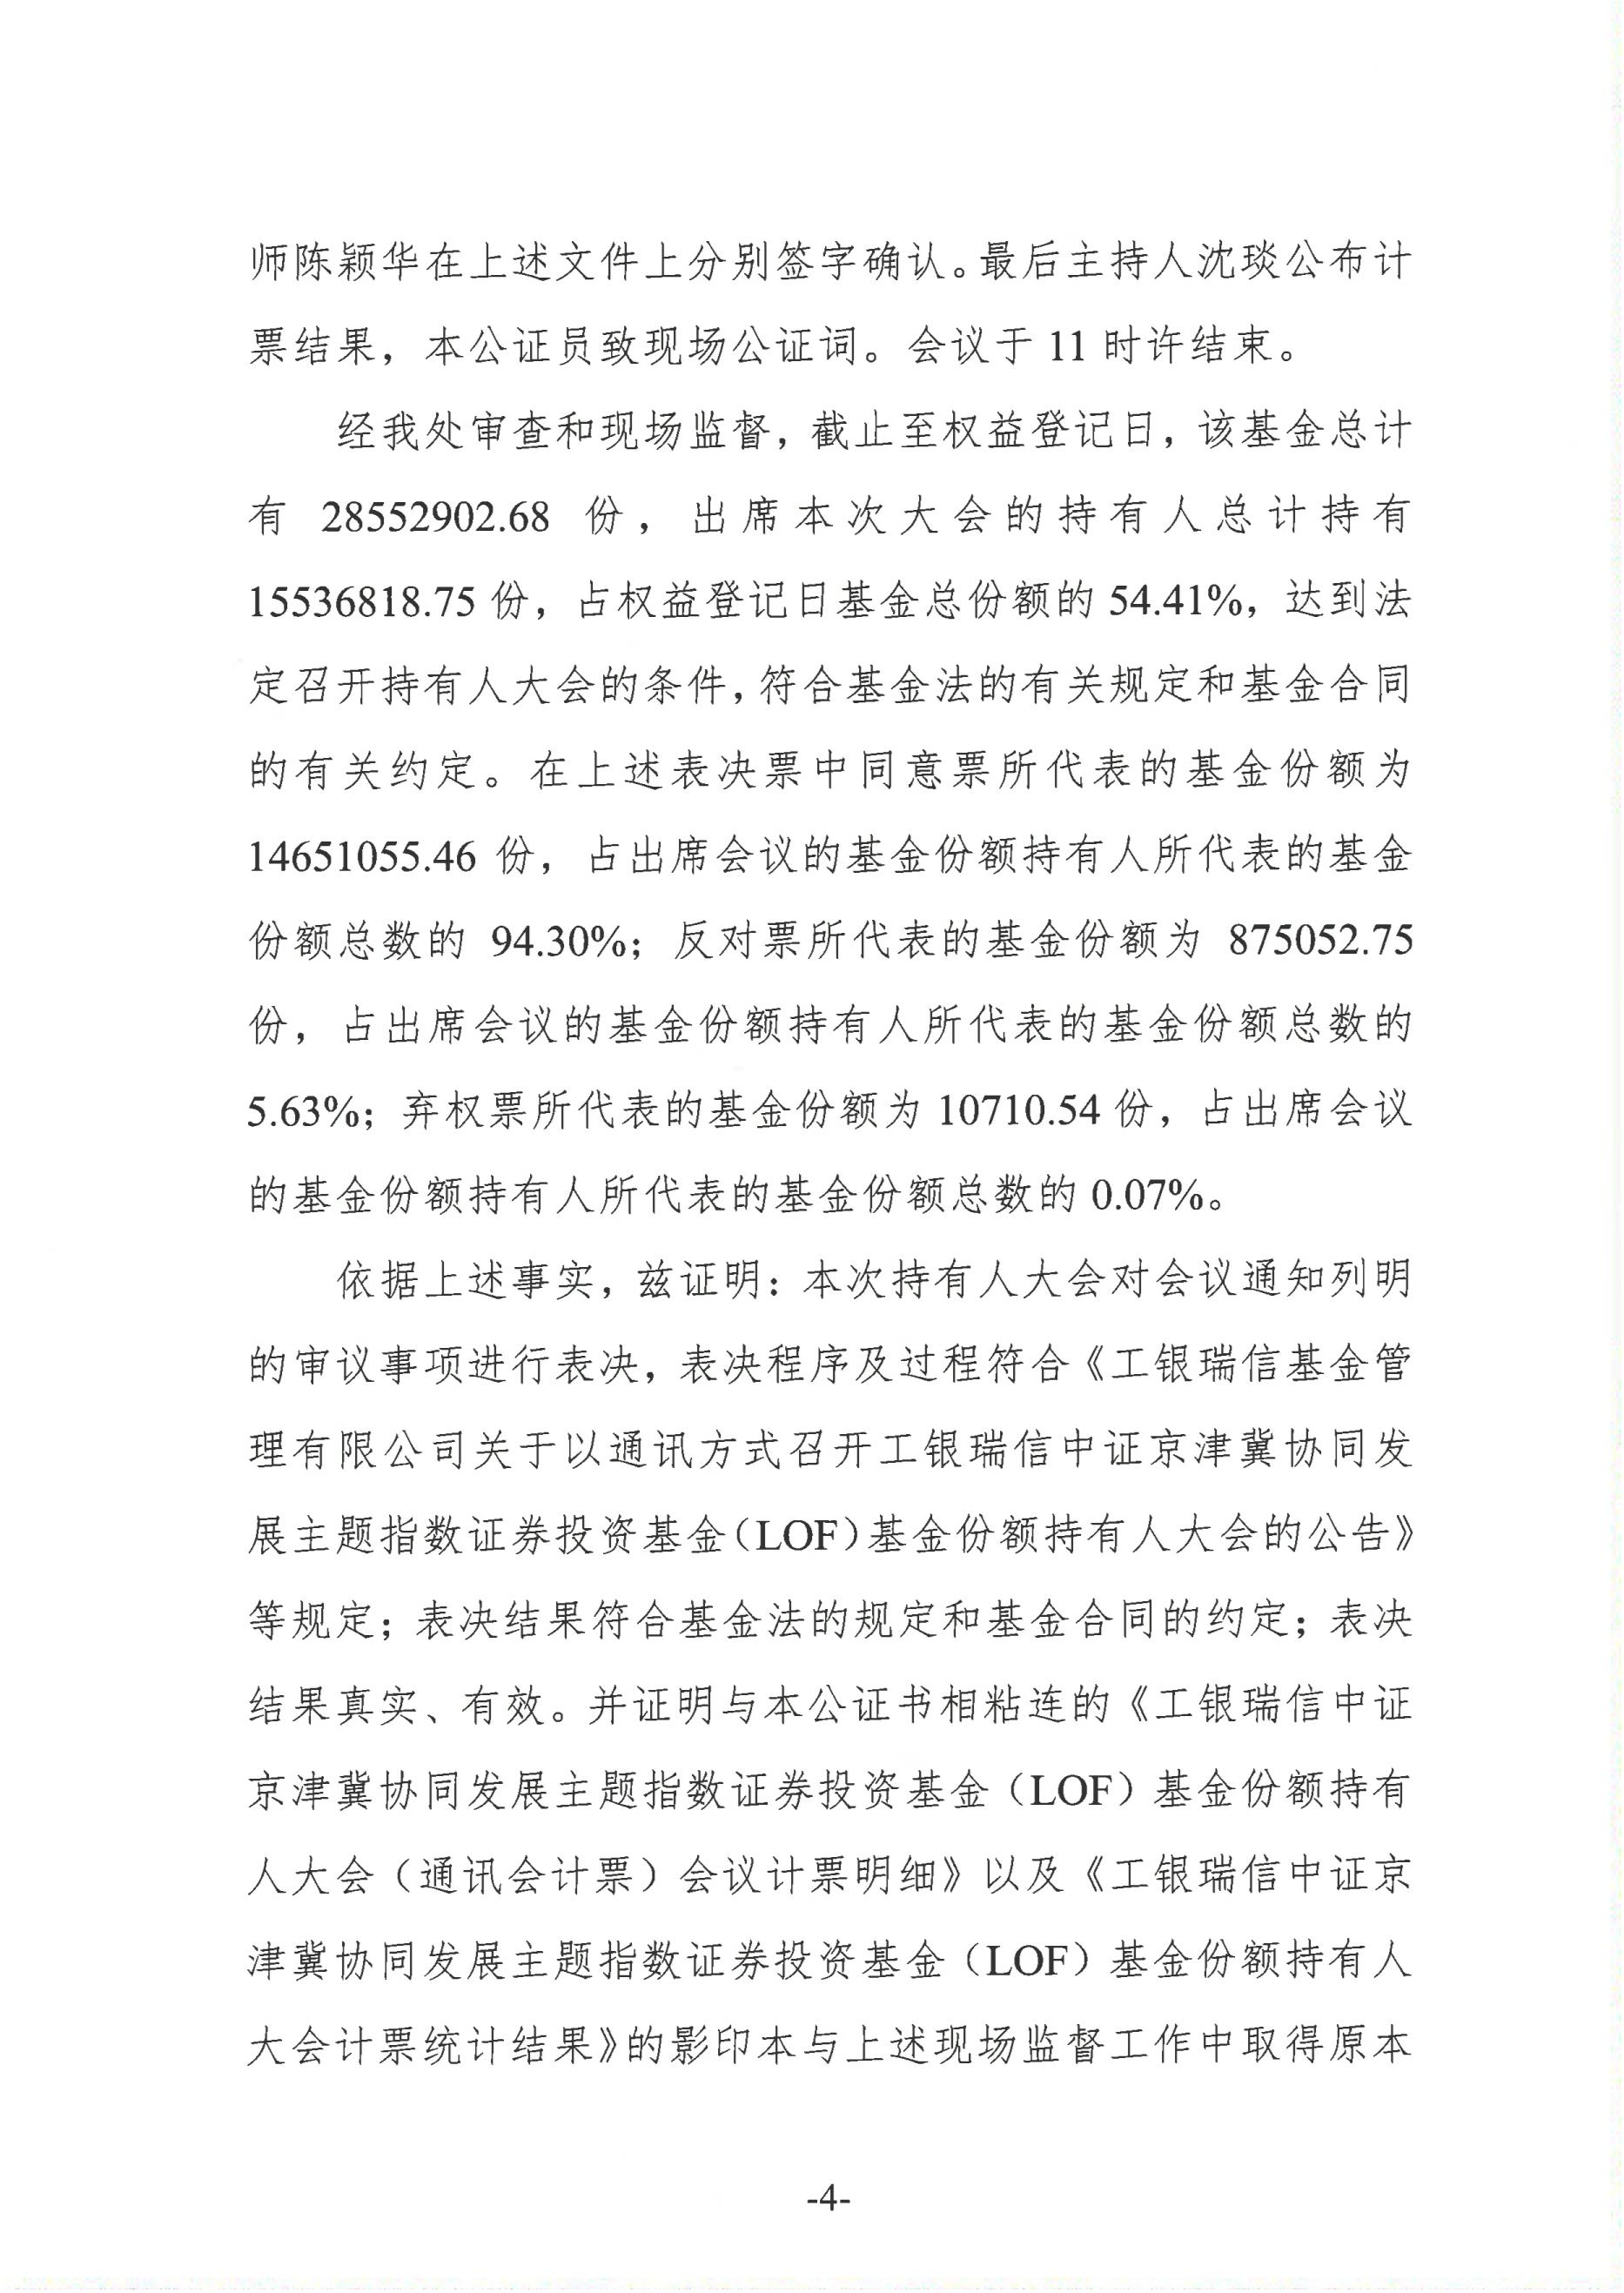 师陈颖华在上述文件上分别签字确认。最后主持人沈琰公布计
票结果，本公证员致现场公证词。会议于 11 时许结束。
经我处审查和现场监督，截止至权益登记日，该基金总计
有 28552902.68 份，出席本次大会的持有人总计持有
15536818.75 份，占权益登记日基金总份额的 54.41%，达到法
定召开持有人大会的条件，符合基金法的有关规定和基金合同
的有关约定。在上述表决票中同意票所代表的基金份额为
14651055.46 份，占出席会议的基金份额持有人所代表的基金
份额总数的 94.30%；反对票所代表的基金份额为 875052.75
份，占出席会议的基金份额持有人所代表的基金份额总数的
5.63%；弃权票所代表的基金份额为 10710.54 份，占出席会议
的基金份额持有人所代表的基金份额总数的 0.07%。
依据上述事实，兹证明：本次持有人大会对会议通知列明
的审议事项进行表决，表决程序及过程符合《工银瑞信基金管
理有限公司关于以通讯方式召开工银瑞信中证京津冀协同发
展主题指数证券投资基金（LOF）基金份额持有人大会的公告》
等规定；表决结果符合基金法的规定和基金合同的约定；表决
结果真实、有效。并证明与本公证书相粘连的《工银瑞信中证
京津冀协同发展主题指数证券投资基金（LOF）基金份额持有
人大会（通讯会计票）会议计票明细》以及《工银瑞信中证京
津冀协同发展主题指数证券投资基金（LOF）基金份额持有人
大会计票统计结果》的影印本与上述现场监督工作中取得原本
-4-